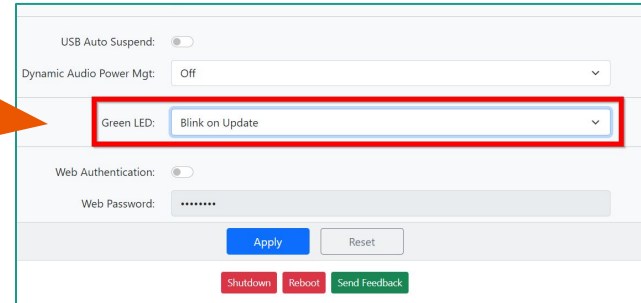 USB Auto Suspend:
Dynamic Audio Power Mgt: Off
Green LED: Blink on Update
Web Authentication:
Web Password: ••••••••
Apply Reset
Shutdown Reboot Send Feedback